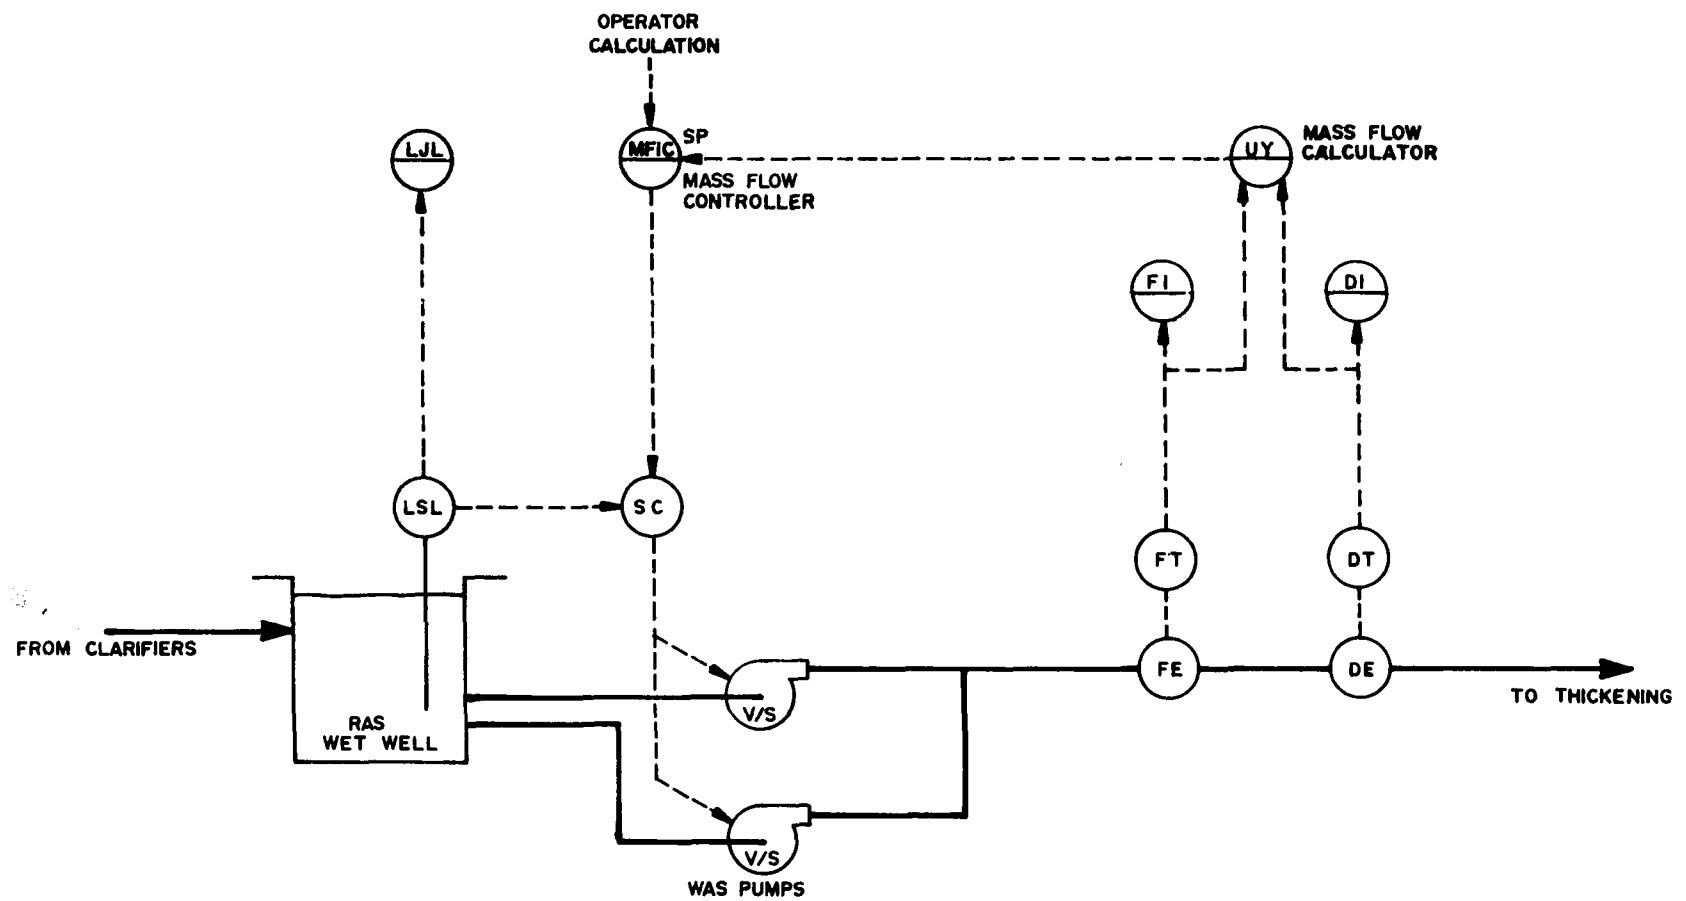 OPERATOR
CALCULATION
LJL
MFIC
SP
MASS FLOW
CONTROLLER
UY
MASS FLOW
CALCULATOR
FI
DI
LSL
SC
FT
DT
FROM CLARIFIERS
RAS
WET WELL
V/S
FE
DE
TO THICKENING
V/S
WAS PUMPS